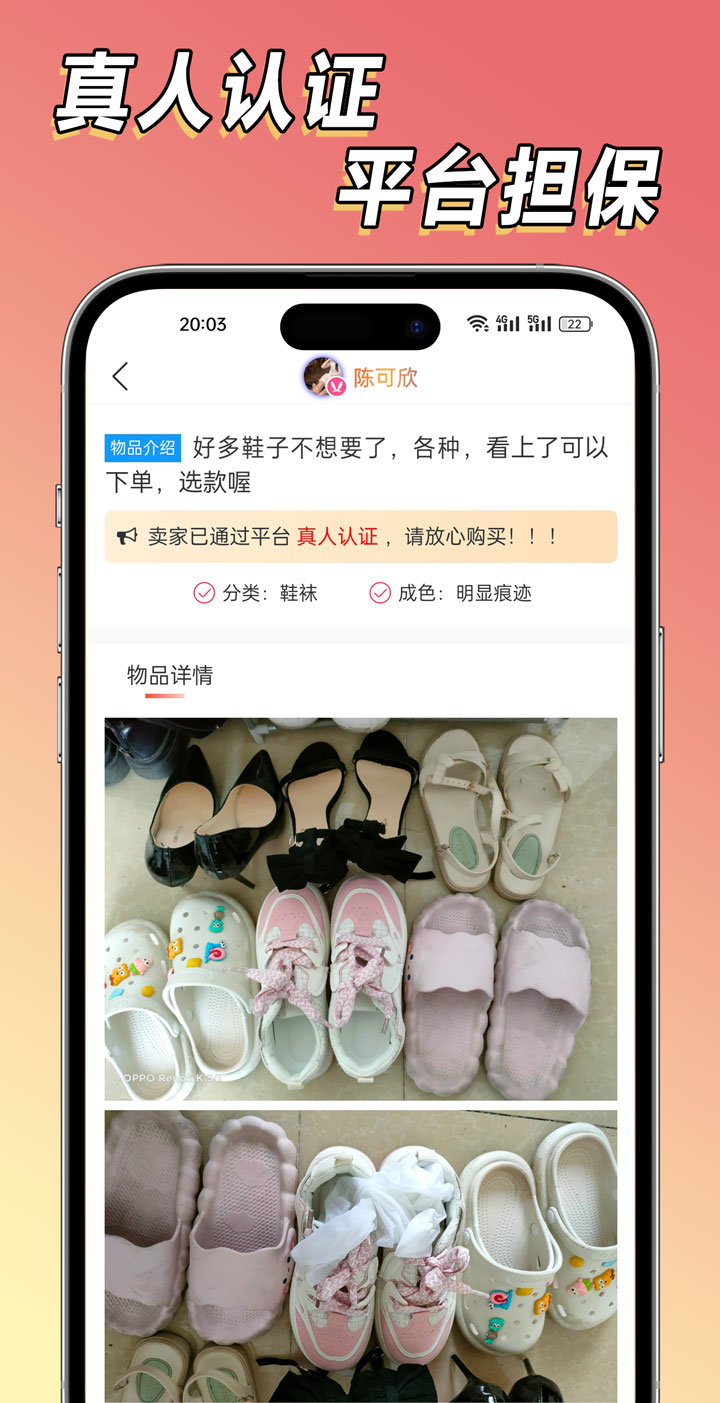 真人认证
平台担保
20:03
4G 5G 22
陈可欣
物品介绍 好多鞋子不想要了，各种，看上了可以
下单，选款喔
卖家已通过平台 真人认证 ，请放心购买！！！
分类：鞋袜 成色：明显痕迹
物品详情